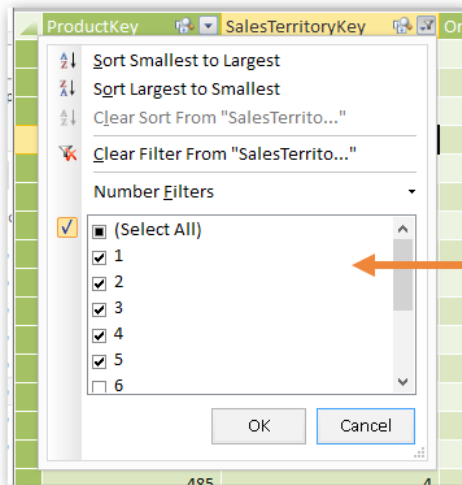 ProductKey SalesTerritoryKey Or
Sort Smallest to Largest
Sort Largest to Smallest
Clear Sort From "SalesTerrito..."
Clear Filter From "SalesTerrito..."
Number Filters
(Select All)
1
2
3
4
5
6
OK Cancel
485 4